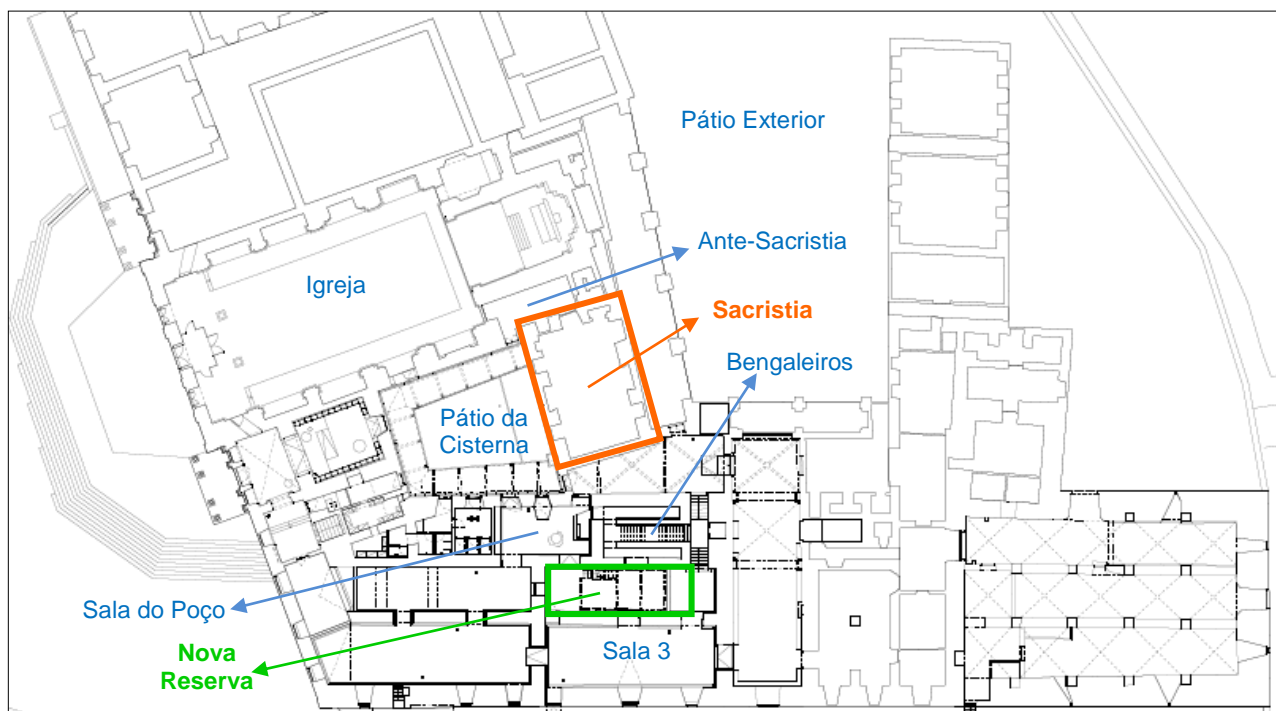 Pátio Exterior
Ante-Sacristia
Igreja
Sacristia
Bengaleiros
Pátio da
Cisterna
Sala do Poço
Nova
Reserva
Sala 3